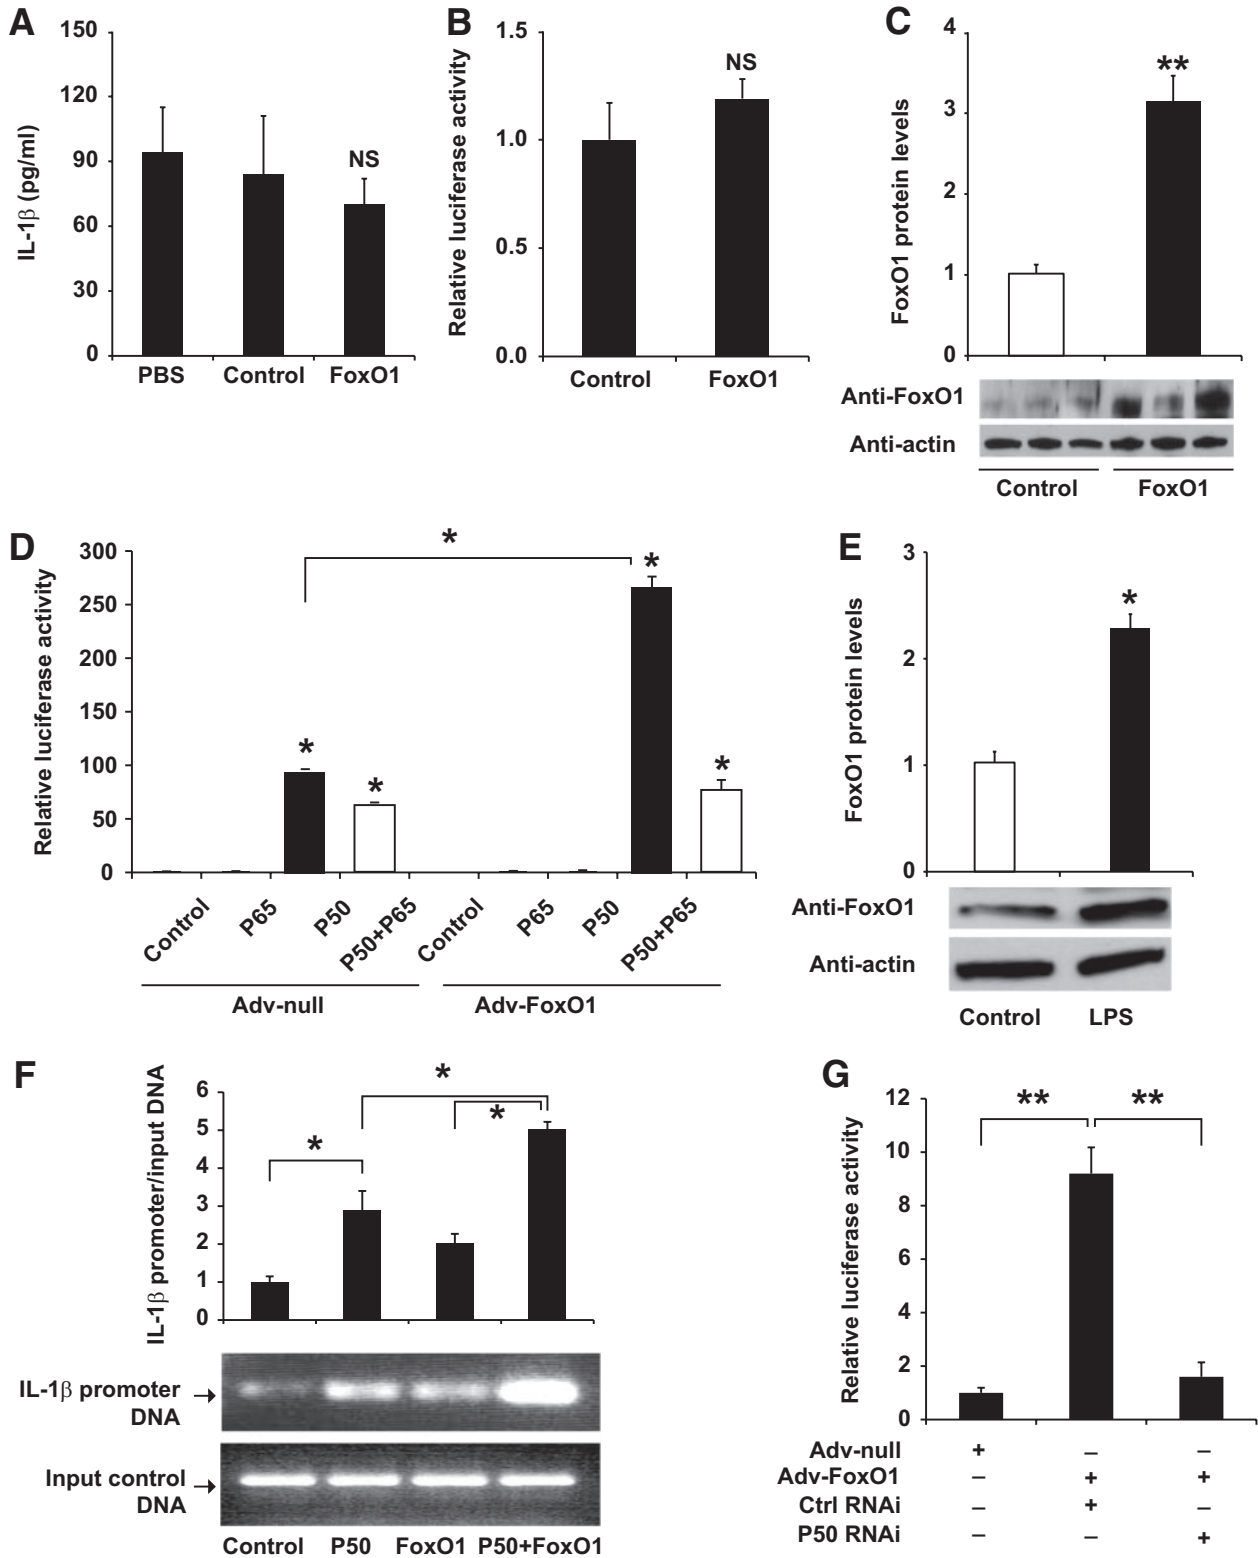 A
150
120
90
60
30
0
IL-1β (pg/ml)
NS
PBS Control FoxO1
B
1.5
1.0
0.5
0.0
Relative luciferase activity
NS
Control FoxO1
C
4
3
2
1
0
FoxO1 protein levels
**
Anti-FoxO1
Anti-actin
Control FoxO1
D
300
250
200
150
100
50
0
Relative luciferase activity
*
*
*
*
*
Control P65 P50 P50+P65 Control P65 P50 P50+P65
Adv-null Adv-FoxO1
E
3
2
1
0
FoxO1 protein levels
*
Anti-FoxO1
Anti-actin
Control LPS
F
6
5
4
3
2
1
0
IL-1β promoter/input DNA
*
*
*
IL-1β promoter
DNA
Input control
DNA
Control P50 FoxO1 P50+FoxO1
G
12
10
8
6
4
2
0
Relative luciferase activity
** **
Adv-null + – –
Adv-FoxO1 – + +
Ctrl RNAi – + –
P50 RNAi – – +